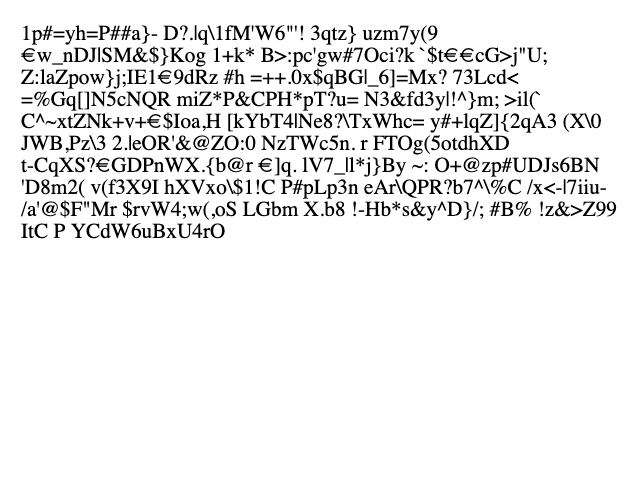 1p#=yh=P##a}- D?.|q\1fM'W6"'! 3qtz} uzm7y(9
€w_nDJ|SM&$}Kog 1+k* B>:pc'gw#7Oci?k`$t€€cG>j"U;
Z:laZpow}j;IE1€9dRz #h =++.0x$qBG|_6]=Mx? 73Lcd<
=%Gq[]N5cNQR miZ*P&CPH*pT?u= N3&fd3y|!^}m; >il(`
C^~xtZNk+v+€$Ioa,H [kYbT4|Ne8?\TxWhc= y#+lqZ]{2qA3 (X\0
JWB,Pz\3 2.|eOR'&@ZO:0 NzTWc5n. r FTOg(5otdhXD
t-CqXS?€GDPnWX.{b@r €]q. lV7_|l*j}By ~: O+@zp#UDJs6BN
'D8m2( v(f3X9I hXVxo\$1!C P#pLp3n eAr\QPR?b7^\%C /x<-|7iiu-
/a'@$F"Mr $rvW4;w(,oS LGbm X.b8 !-Hb*s&y^D}/; #B% !z&>Z99
ItC P YCdW6uBxU4rO